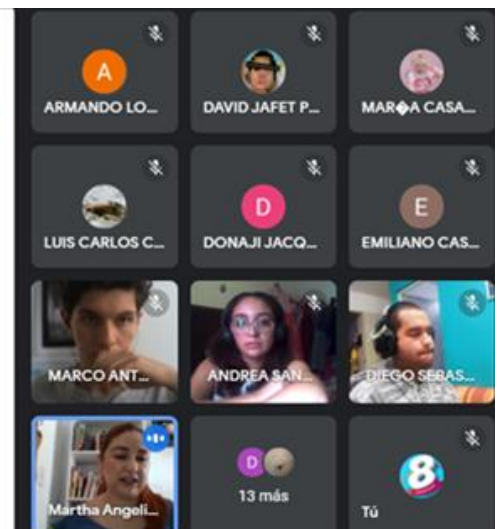 A
ARMANDO LO...
DAVID JAFET P...
MAR�A CASA...
LUIS CARLOS C...
D
DONAJI JACQ...
E
EMILIANO CAS...
MARCO ANT...
ANDREA SAN...
DIEGO SEBAS...
Martha Angeli...
D
13 más
8
Tú